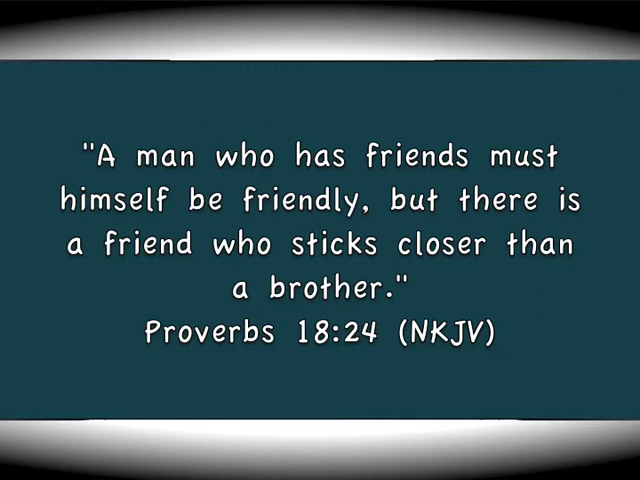 "A man who has friends must
himself be friendly, but there is
a friend who sticks closer than
a brother."
Proverbs 18:24 (NKJV)